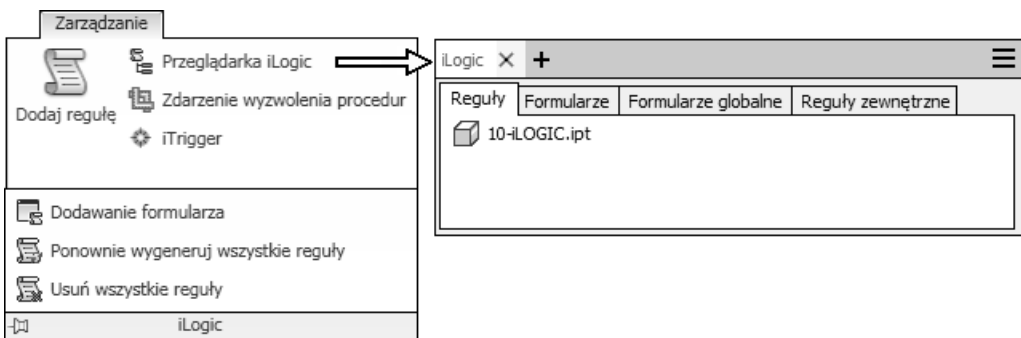 Zarządzanie
Dodaj regułę
Przeglądarka iLogic
Zdarzenie wyzwolenia procedur
iTrigger
Dodawanie formularza
Ponownie wygeneruj wszystkie reguły
Usuń wszystkie reguły
iLogic
iLogic
Reguły Formularze Formularze globalne Reguły zewnętrzne
10-iLOGIC.ipt